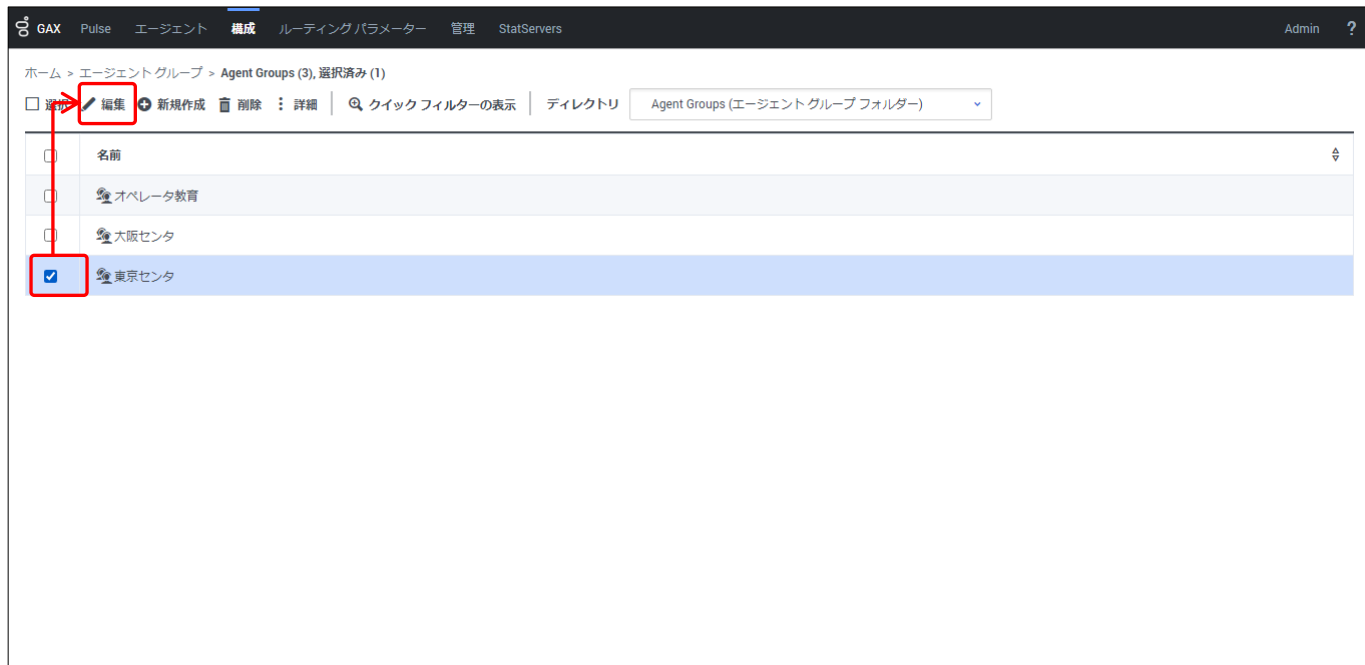 GAX Pulse エージェント 構成 ルーティング パラメーター 管理 StatServers Admin ?
ホーム > エージェント グループ > Agent Groups (3), 選択済み (1)
選択 編集 新規作成 削除 詳細 クイック フィルターの表示 ディレクトリ Agent Groups (エージェント グループ フォルダー)
名前
オペレータ教育
大阪センタ
東京センタ